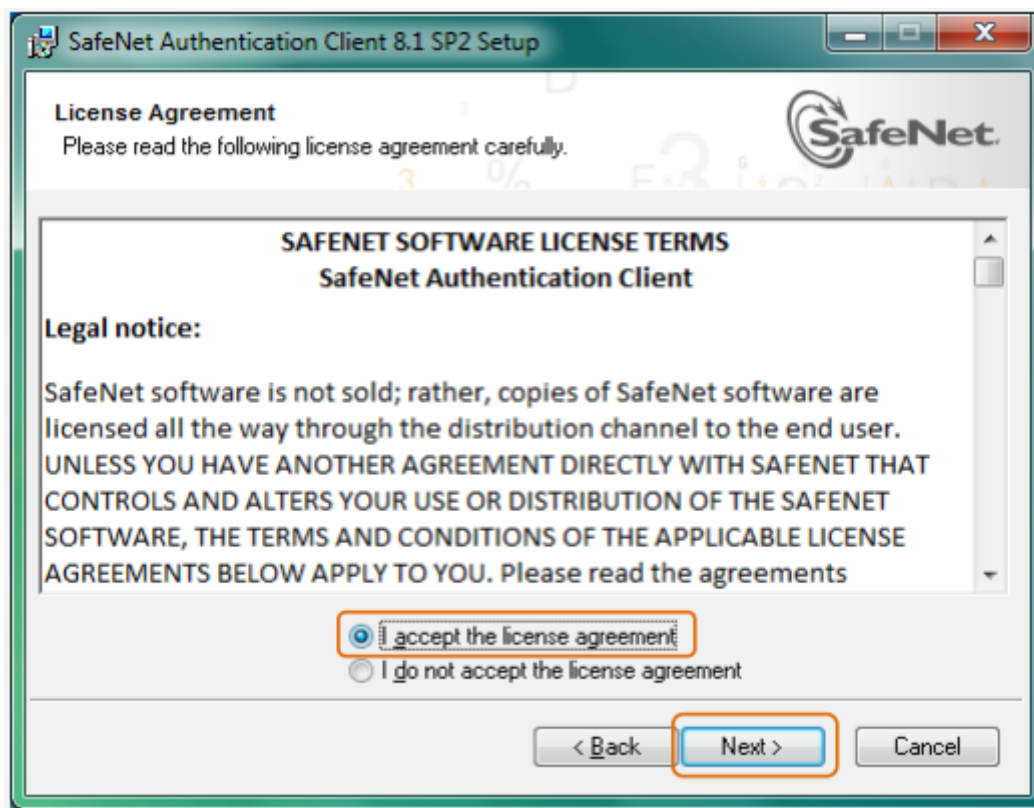 SafeNet Authentication Client 8.1 SP2 Setup
License Agreement
Please read the following license agreement carefully.
SafeNet.
SAFENET SOFTWARE LICENSE TERMS
SafeNet Authentication Client
Legal notice:
SafeNet software is not sold; rather, copies of SafeNet software are
licensed all the way through the distribution channel to the end user.
UNLESS YOU HAVE ANOTHER AGREEMENT DIRECTLY WITH SAFENET THAT
CONTROLS AND ALTERS YOUR USE OR DISTRIBUTION OF THE SAFENET
SOFTWARE, THE TERMS AND CONDITIONS OF THE APPLICABLE LICENSE
AGREEMENTS BELOW APPLY TO YOU. Please read the agreements
I accept the license agreement
I do not accept the license agreement
< Back
Next >
Cancel